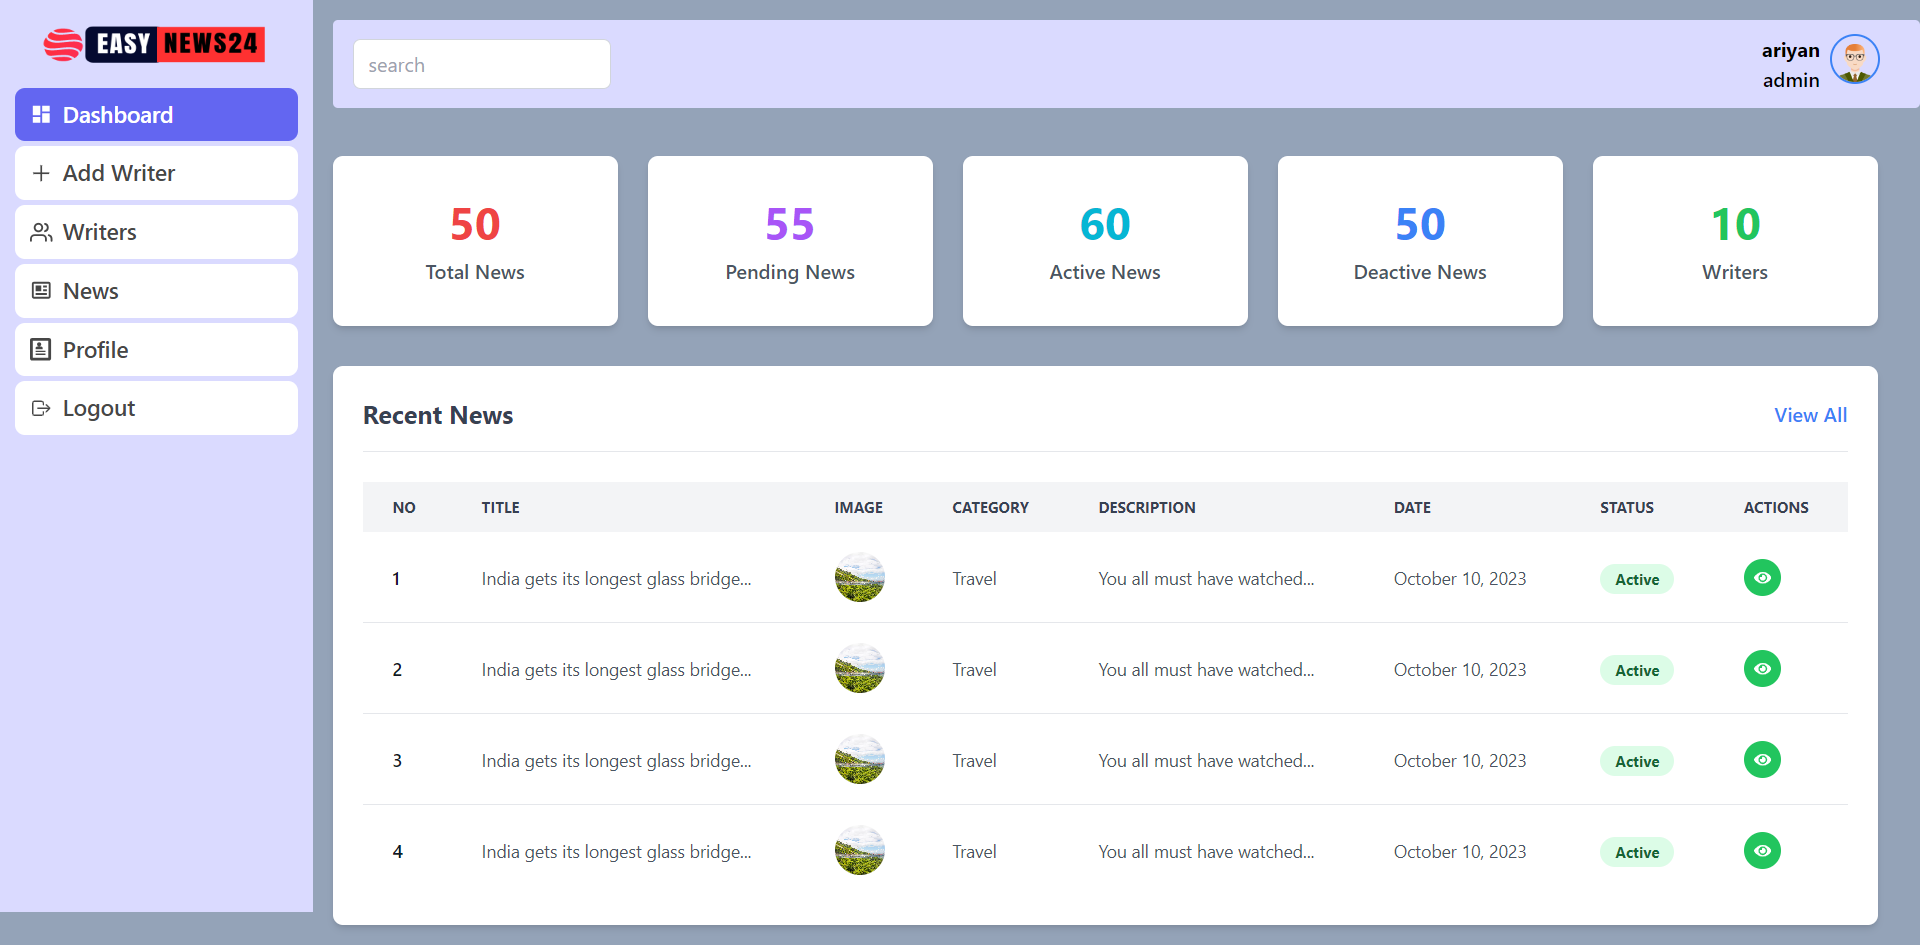 EASY NEWS24
Dashboard
Add Writer
Writers
News
Profile
Logout
search
ariyan
admin
50
Total News
55
Pending News
60
Active News
50
Deactive News
10
Writers
Recent News
View All
NO TITLE IMAGE CATEGORY DESCRIPTION DATE STATUS ACTIONS
1 India gets its longest glass bridge... Travel You all must have watched... October 10, 2023 Active
2 India gets its longest glass bridge... Travel You all must have watched... October 10, 2023 Active
3 India gets its longest glass bridge... Travel You all must have watched... October 10, 2023 Active
4 India gets its longest glass bridge... Travel You all must have watched... October 10, 2023 Active